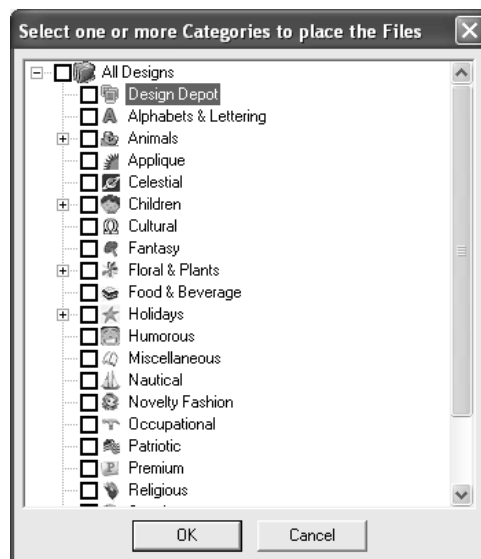 Select one or more Categories to place the Files
All Designs
Design Depot
Alphabets & Lettering
Animals
Applique
Celestial
Children
Cultural
Fantasy
Floral & Plants
Food & Beverage
Holidays
Humorous
Miscellaneous
Nautical
Novelty Fashion
Occupational
Patriotic
Premium
Religious
OK Cancel